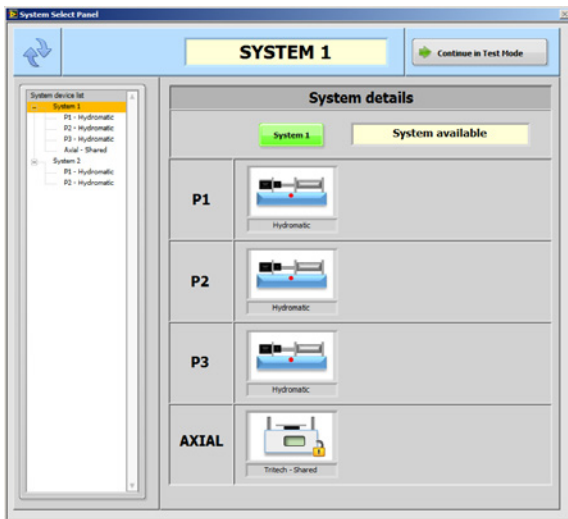 System Select Panel
SYSTEM 1
Continue in Test Mode
System device list
System 1
P1 - Hydromatic
P2 - Hydromatic
P3 - Hydromatic
Axial - Shared
System 2
P1 - Hydromatic
P2 - Hydromatic
System details
System 1
System available
P1
Hydromatic
P2
Hydromatic
P3
Hydromatic
AXIAL
Tritech - Shared